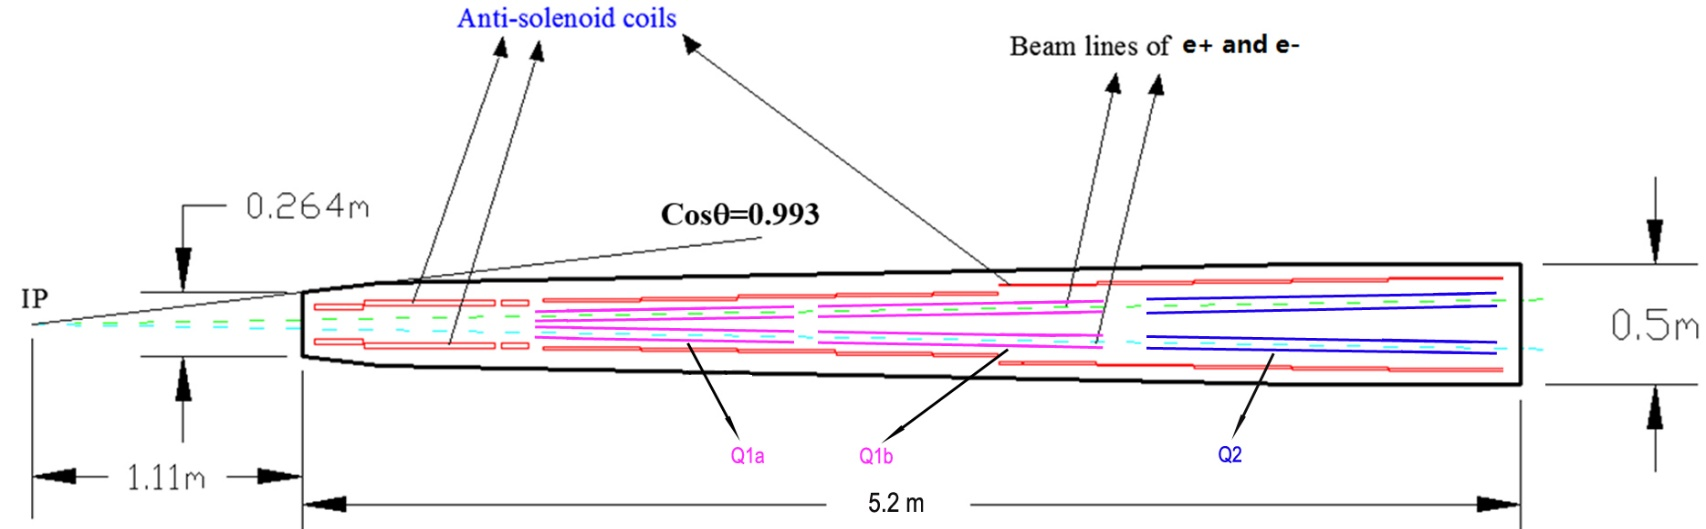 Anti-solenoid coils
Beam lines of e+ and e-
0.264m
Cosθ=0.993
IP
0.5m
Q1a
Q1b
Q2
1.11m
5.2 m